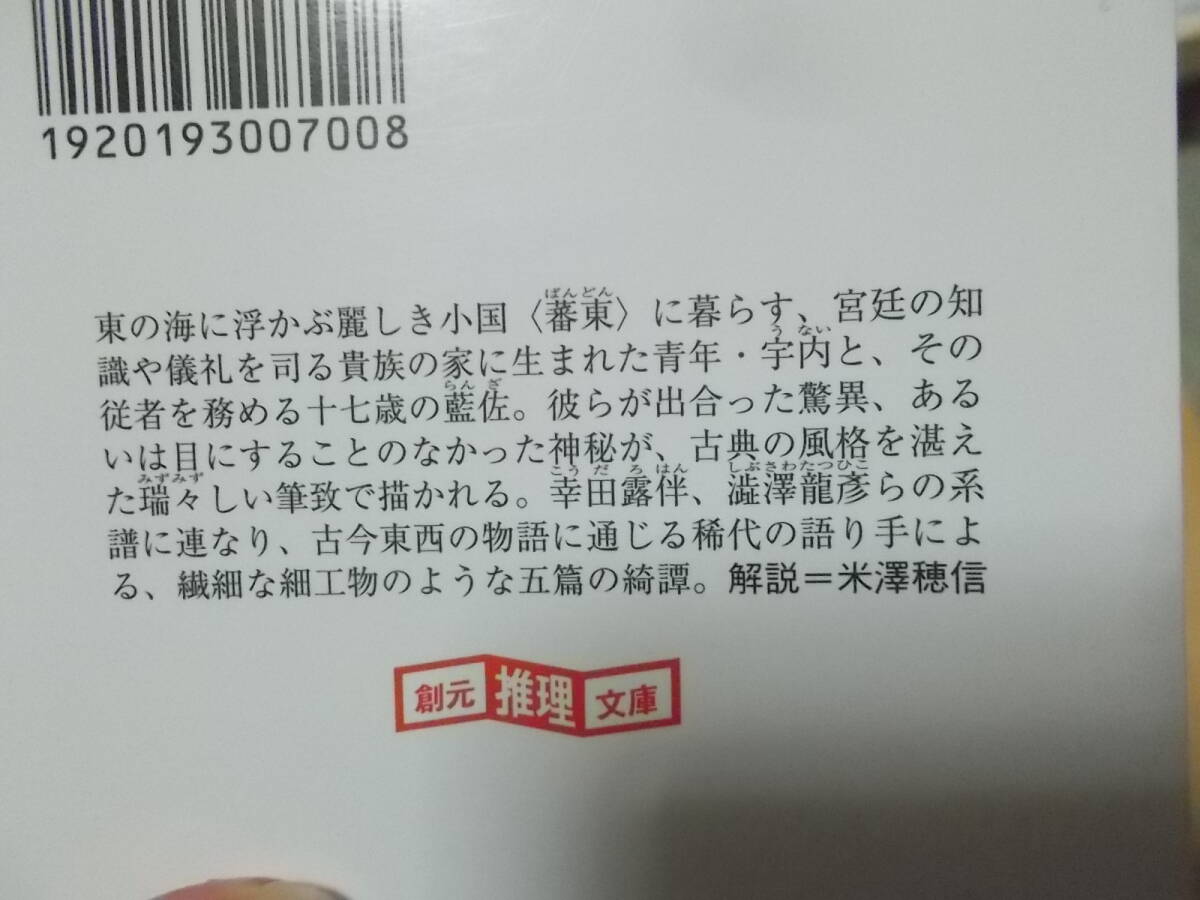 1920193007008
東の海に浮かぶ麗しき小国〈蕃東〉に暮らす、宮廷の知
識や儀礼を司る貴族の家に生まれた青年・宇内と、その
従者を務める十七歳の藍佐。彼らが出合った驚異、ある
いは目にすることのなかった神秘が、古典の風格を湛え
た瑞々しい筆致で描かれる。幸田露伴、澁澤龍彥らの系
譜に連なり、古今東西の物語に通じる稀代の語り手によ
る、繊細な細工物のような五篇の綺譚。解説＝米澤穂信
創元推理文庫